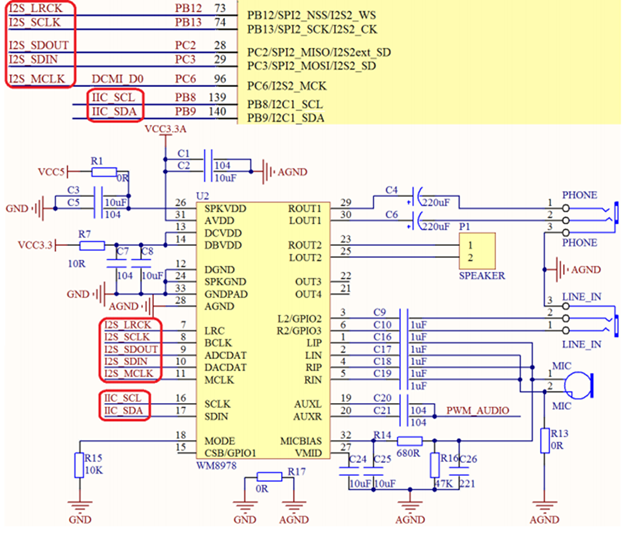 I2S_LRCK PB12 73 PB12/SPI2_NSS/I2S2_WS
I2S_SCLK PB13 74 PB13/SPI2_SCK/I2S2_CK
I2S_SDOUT PC2 28 PC2/SPI2_MISO/I2S2ext_SD
I2S_SDIN PC3 29 PC3/SPI2_MOSI/I2S2_SD
I2S_MCLK DCMI_D0 PC6 96 PC6/I2S2_MCK
IIC_SCL PB8 139 PB8/I2C1_SCL
IIC_SDA PB9 140 PB9/I2C1_SDA
VCC3.3A
C1 104
C2 10uF AGND
VCC5 R1 0R
C3 10uF
C5 104
GND
U2
26 SPKVDD ROUT1 29 C4 220uF 1 PHONE
31 AVDD LOUT1 30 C6 220uF 2
13 DCVDD 3 PHONE
14 DBVDD ROUT2 23 P1 1
LOUT2 25 2 SPEAKER
VCC3.3 R7 10R
C7 104 C8 10uF
12 DGND
24 SPKGND OUT3 22
33 GNDPAD OUT4 21
28 AGND
GND AGND
AGND
I2S_LRCK 7 LRC
I2S_SCLK 8 BCLK
I2S_SDOUT 9 ADCDAT
I2S_SDIN 10 DACDAT
I2S_MCLK 11 MCLK
L2/GPIO2 3 C9 1uF 3 LINE_IN
R2/GPIO3 6 C10 1uF 2
LIP 1 C16 1uF 1 LINE_IN
LIN 2 C17 1uF
RIP 4 C18 1uF
RIN 5 C19 1uF
1 MIC
2 MIC
IIC_SCL 16 SCLK AUXL 19 C20 104
IIC_SDA 17 SDIN AUXR 20 C21 104 PWM_AUDIO
18 MODE MICBIAS 32 R14 680R
15 CSB/GPIO1 VMID 27
WM8978
R15 10K
GND
R17 0R
GND AGND
C24 10uF C25 10uF R16 47K C26 221
AGND
R13 0R
AGND